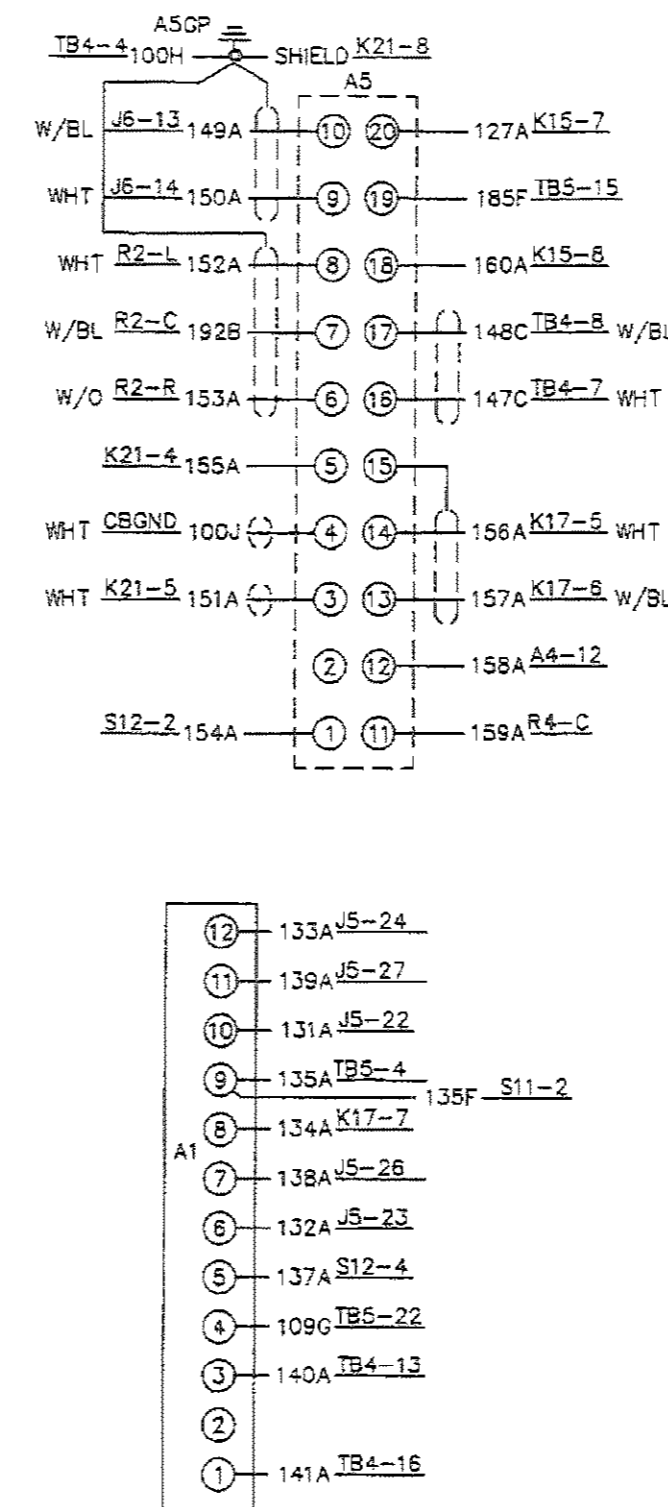 A5GP
TB4-4 100H SHIELD K21-8
A5
W/BL J6-13 149A 10 20 127A K15-7
WHT J6-14 150A 9 19 185F TB5-15
WHT R2-L 152A 8 18 160A K15-8
W/BL R2-C 192B 7 17 148C TB4-8 W/BL
W/O R2-R 153A 6 16 147C TB4-7 WHT
K21-4 155A 5 15
WHT CBGND 100J 4 14 156A K17-5 WHT
WHT K21-5 151A 3 13 157A K17-6 W/BL
2 12 158A A4-12
S12-2 154A 1 11 159A R4-C
12 133A J5-24
11 139A J5-27
10 131A J5-22
9 135A TB5-4
135F S11-2
8 134A K17-7
A1
7 138A J5-26
6 132A J5-23
5 137A S12-4
4 109G TB5-22
3 140A TB4-13
2
1 141A TB4-16